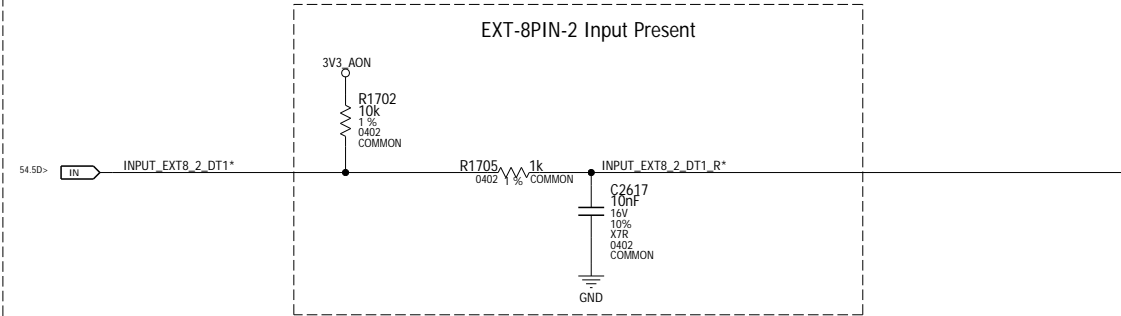 EXT-8PIN-2 Input Present
3V3_AON
R1702
10k
1 %
0402
COMMON
54.5D>
IN
INPUT_EXT8_2_DT1*
R1705
1k
0402 1 % COMMON
INPUT_EXT8_2_DT1_R*
C2617
10nF
16V
10%
X7R
0402
COMMON
GND